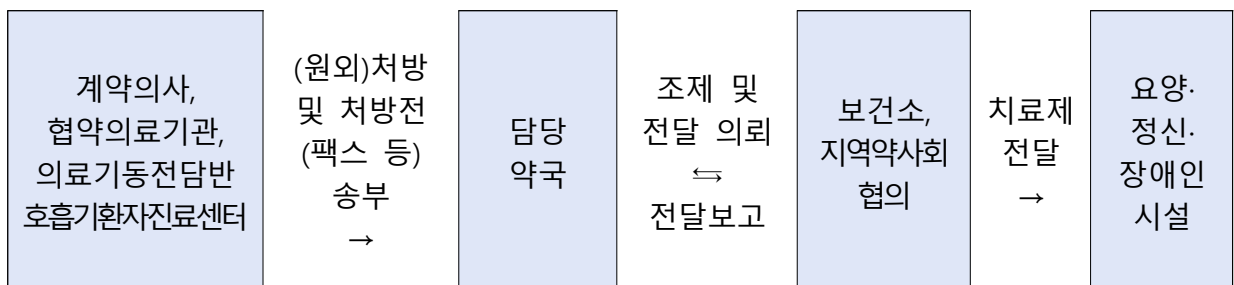 계약의사,
협약의료기관,
의료기동전담반
호흡기환자진료센터
(원외)처방
및 처방전
(팩스 등)
송부
→
담당
약국
조제 및
전달 의뢰
⇆
전달보고
보건소,
지역약사회
협의
치료제
전달
→
요양·
정신·
장애인
시설